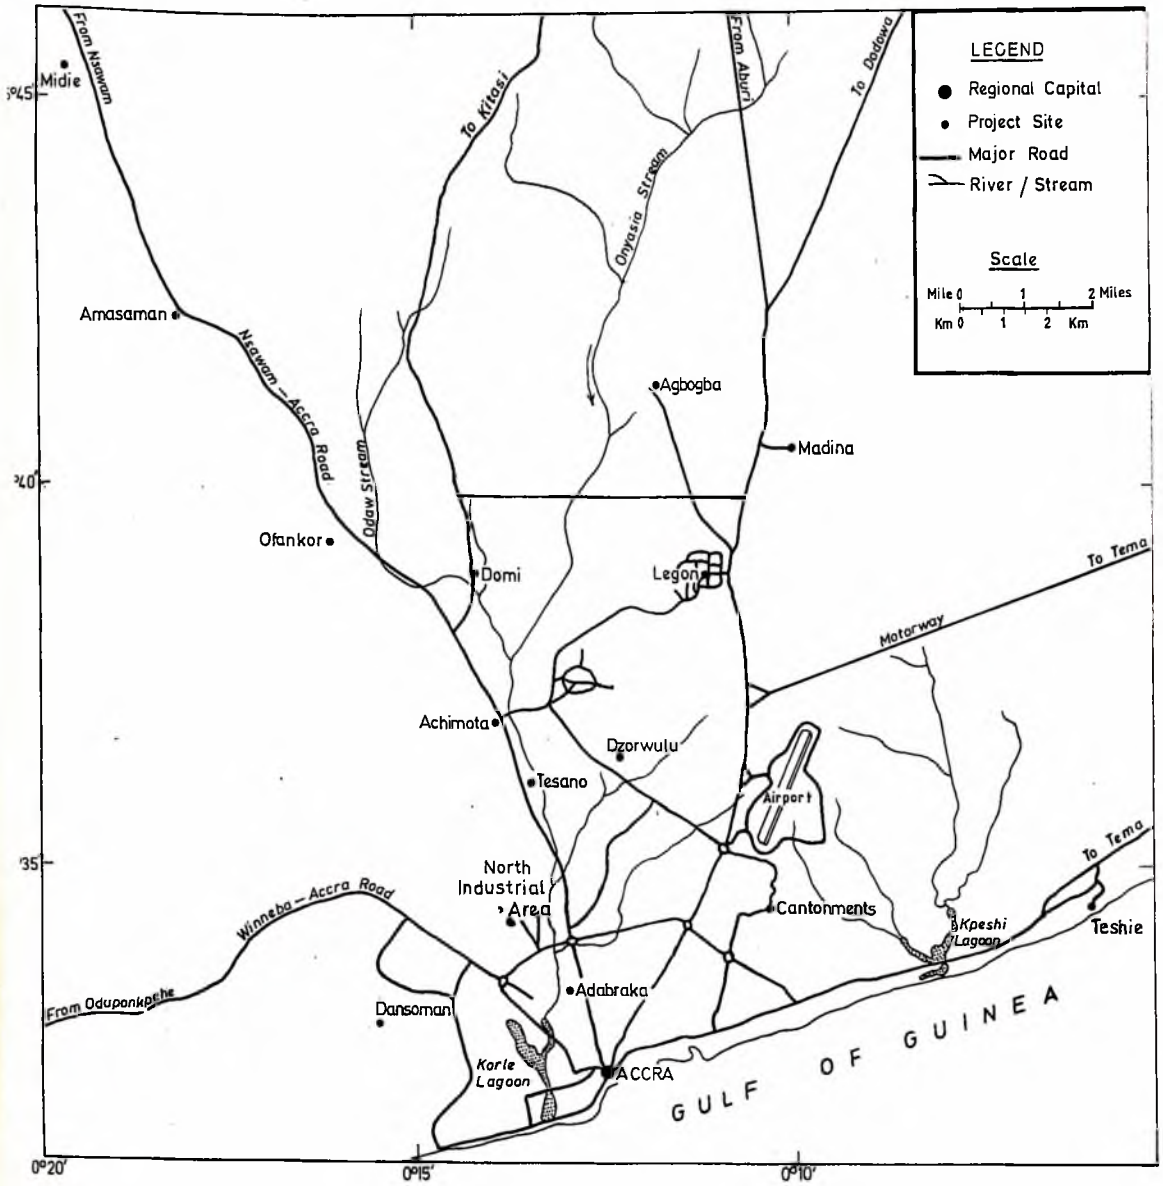 From Nsawam
Midie
5°45'
To Kitasi
From Aburi
To Dodowa
LEGEND
Regional Capital
Project Site
Major Road
River / Stream
Scale
Mile 0 1 2 Miles
Km 0 1 2 Km
Onyasia Stream
Amasaman
Nsawam - Accra Road
Agbogba
Madina
Odaw Stream
40'
Ofankor
Domi
Legon
To Tema
Motorway
Achimota
Dzorwulu
Tesano
Airport
35'
To Tema
North
Industrial
Area
Winneba - Accra Road
Cantonments
Kpeshi
Lagoon
Teshie
From Oduponkpehe
Dansoman
Adabraka
Korle
Lagoon
ACCRA
GULF OF GUINEA
0°20'
0°15'
0°10'